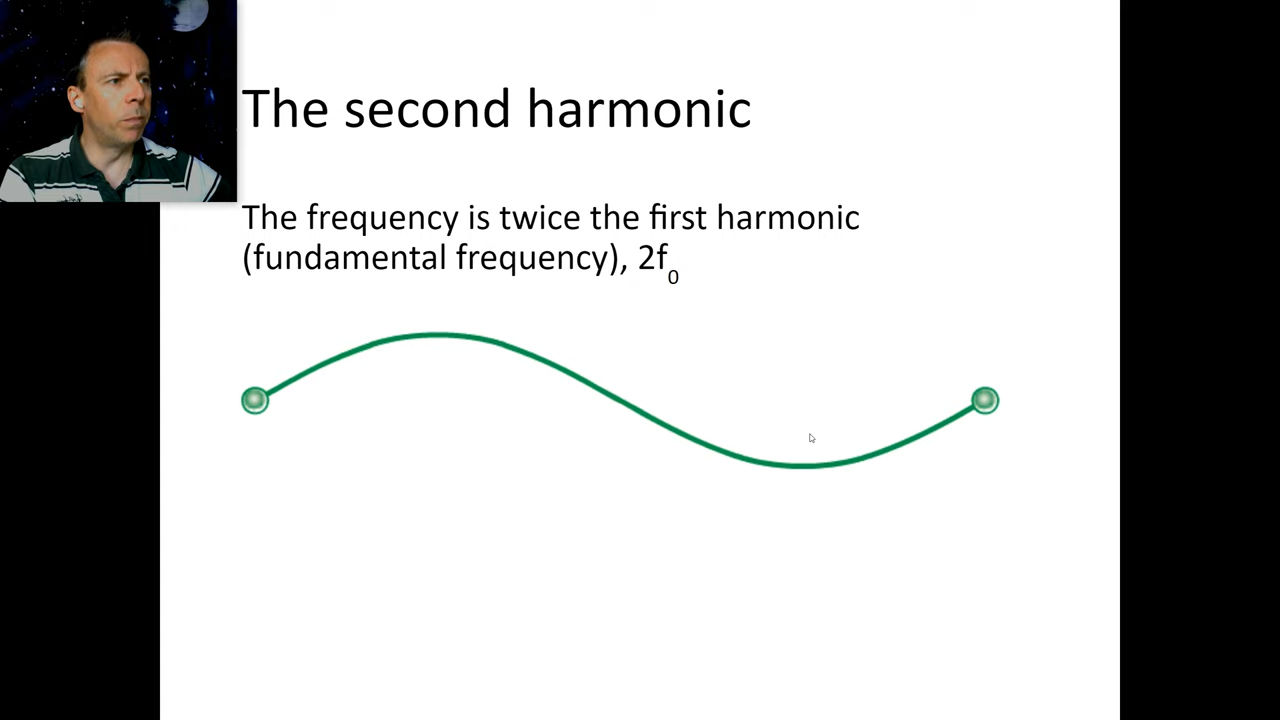 The second harmonic
The frequency is twice the first harmonic
(fundamental frequency), 2f0